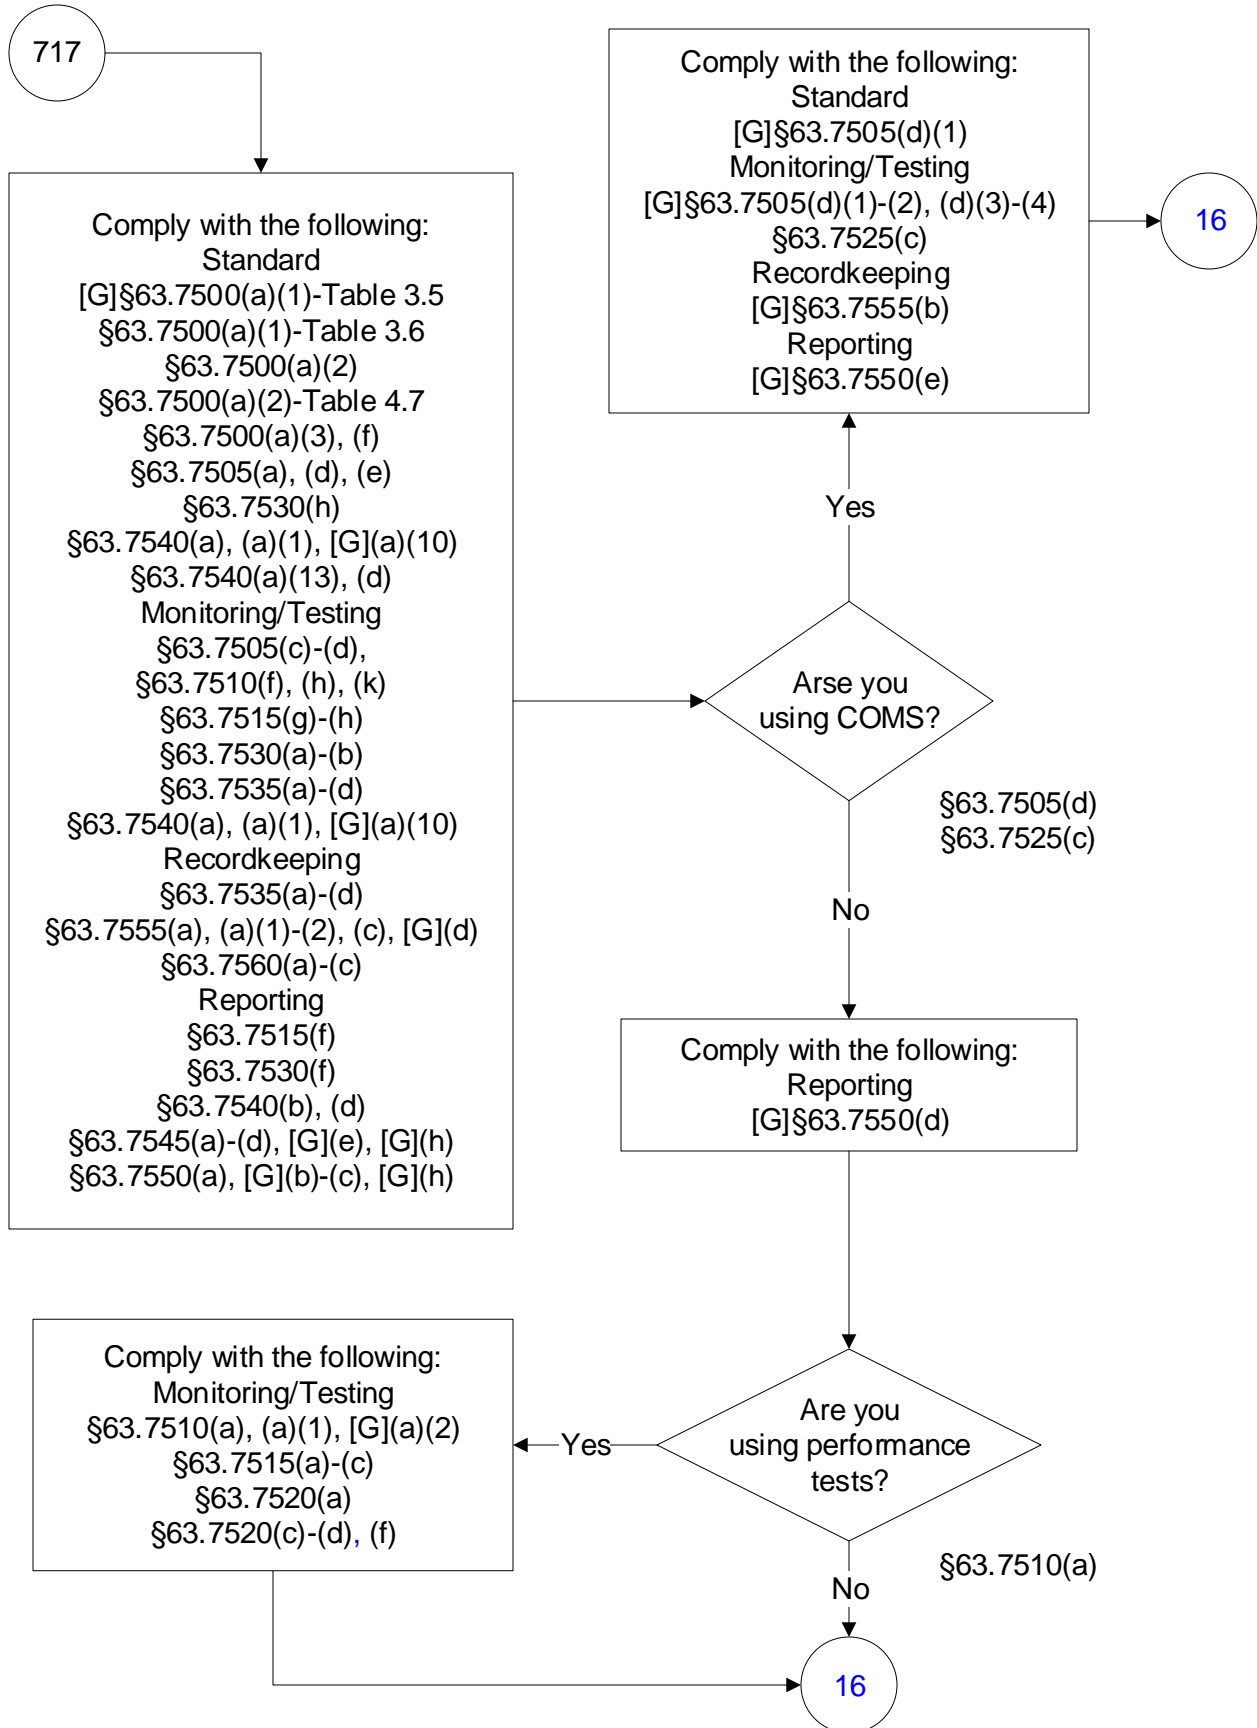 717
Comply with the following:
Standard
[G]§63.7500(a)(1)-Table 3.5
§63.7500(a)(1)-Table 3.6
§63.7500(a)(2)
§63.7500(a)(2)-Table 4.7
§63.7500(a)(3), (f)
§63.7505(a), (d), (e)
§63.7530(h)
§63.7540(a), (a)(1), [G](a)(10)
§63.7540(a)(13), (d)
Monitoring/Testing
§63.7505(c)-(d),
§63.7510(f), (h), (k)
§63.7515(g)-(h)
§63.7530(a)-(b)
§63.7535(a)-(d)
§63.7540(a), (a)(1), [G](a)(10)
Recordkeeping
§63.7535(a)-(d)
§63.7555(a), (a)(1)-(2), (c), [G](d)
§63.7560(a)-(c)
Reporting
§63.7515(f)
§63.7530(f)
§63.7540(b), (d)
§63.7545(a)-(d), [G](e), [G](h)
§63.7550(a), [G](b)-(c), [G](h)
Comply with the following:
Standard
[G]§63.7505(d)(1)
Monitoring/Testing
[G]§63.7505(d)(1)-(2), (d)(3)-(4)
§63.7525(c)
Recordkeeping
[G]§63.7555(b)
Reporting
[G]§63.7550(e)
16
Yes
Arse you
using COMS?
§63.7505(d)
§63.7525(c)
No
Comply with the following:
Reporting
[G]§63.7550(d)
Are you
using performance
tests?
§63.7510(a)
Yes
Comply with the following:
Monitoring/Testing
§63.7510(a), (a)(1), [G](a)(2)
§63.7515(a)-(c)
§63.7520(a)
§63.7520(c)-(d), (f)
No
16